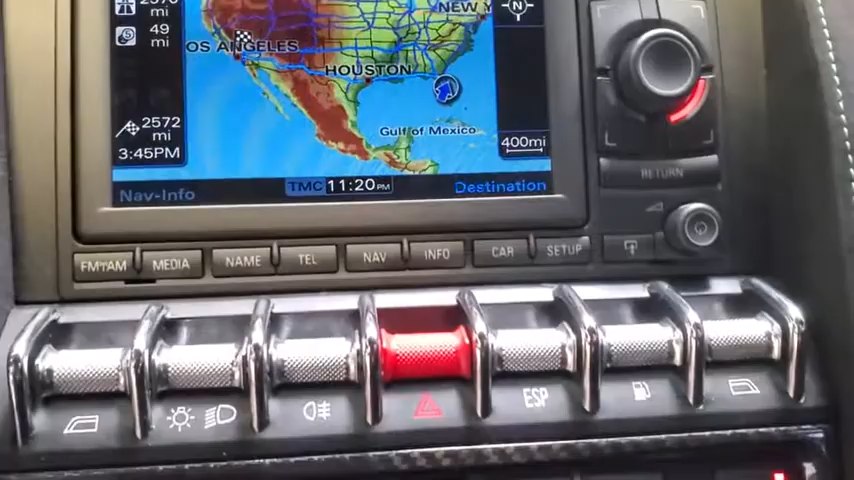 2570
mi
49
mi
NEW Y
N
OS ANGELES
HOUSTON
Gulf of Mexico
2572
mi
3:45PM
400mi
Nav-Info
TMC 11:20PM
Destination
RETURN
FM/AM
MEDIA
NAME
TEL
NAV
INFO
CAR
SETUP
ESP